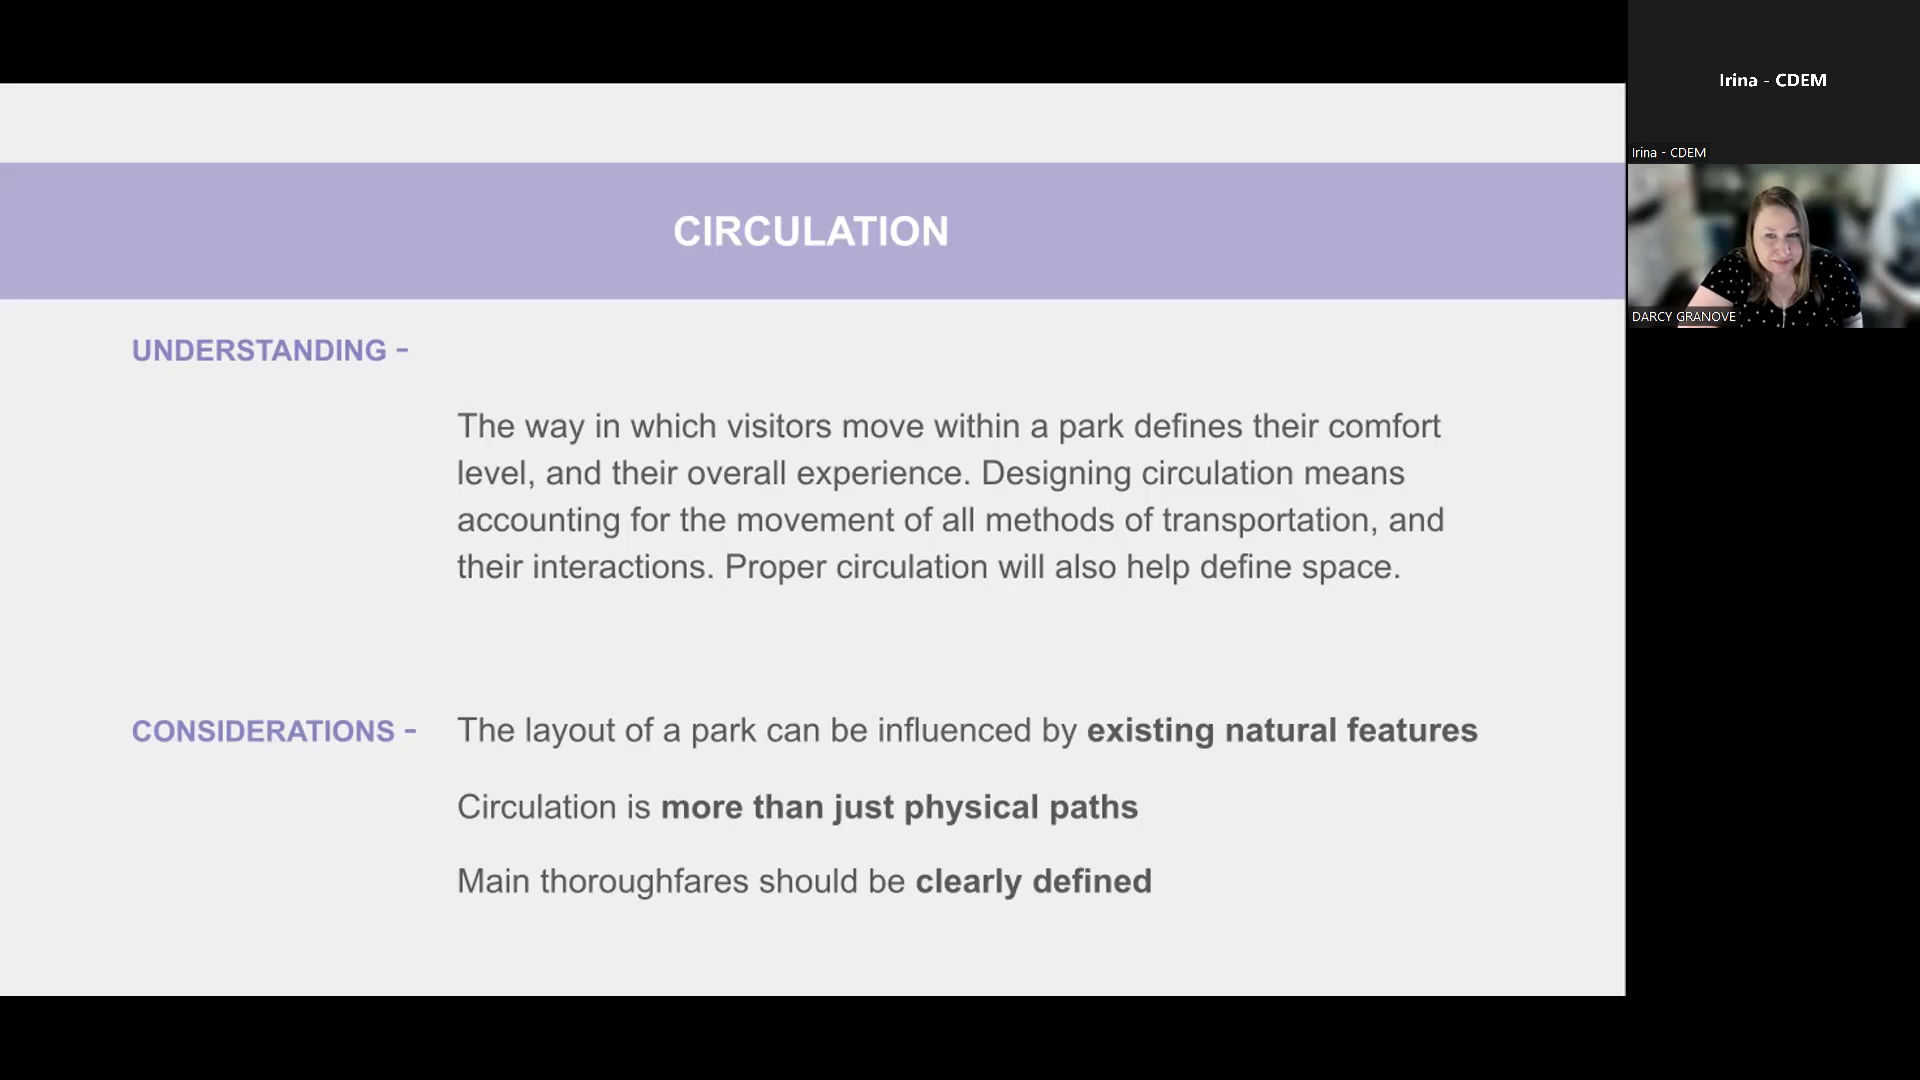 CIRCULATION
UNDERSTANDING -
The way in which visitors move within a park defines their comfort
level, and their overall experience. Designing circulation means
accounting for the movement of all methods of transportation, and
their interactions. Proper circulation will also help define space.
CONSIDERATIONS -
The layout of a park can be influenced by existing natural features
Circulation is more than just physical paths
Main thoroughfares should be clearly defined
Irina - CDEM
Irina - CDEM
DARCY GRANOVE